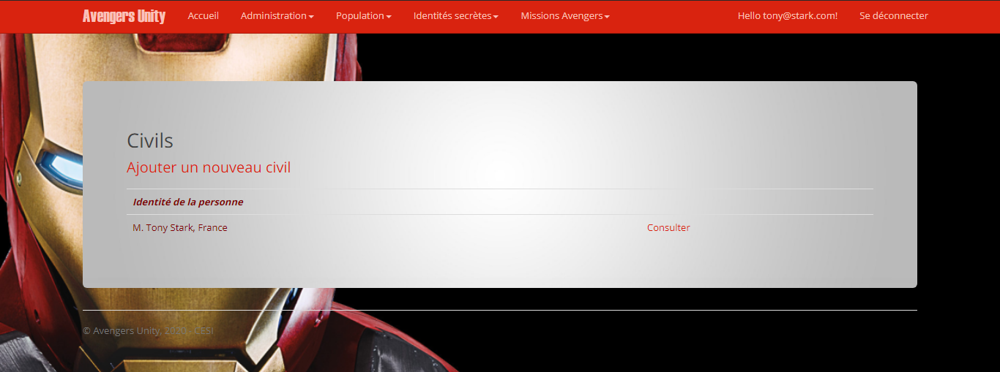 Avengers Unity Accueil Administration Population Identités secrètes Missions Avengers Hello tony@stark.com! Se déconnecter
Civils
Ajouter un nouveau civil
Identité de la personne
M. Tony Stark, France Consulter
© Avengers Unity, 2020 - CESI